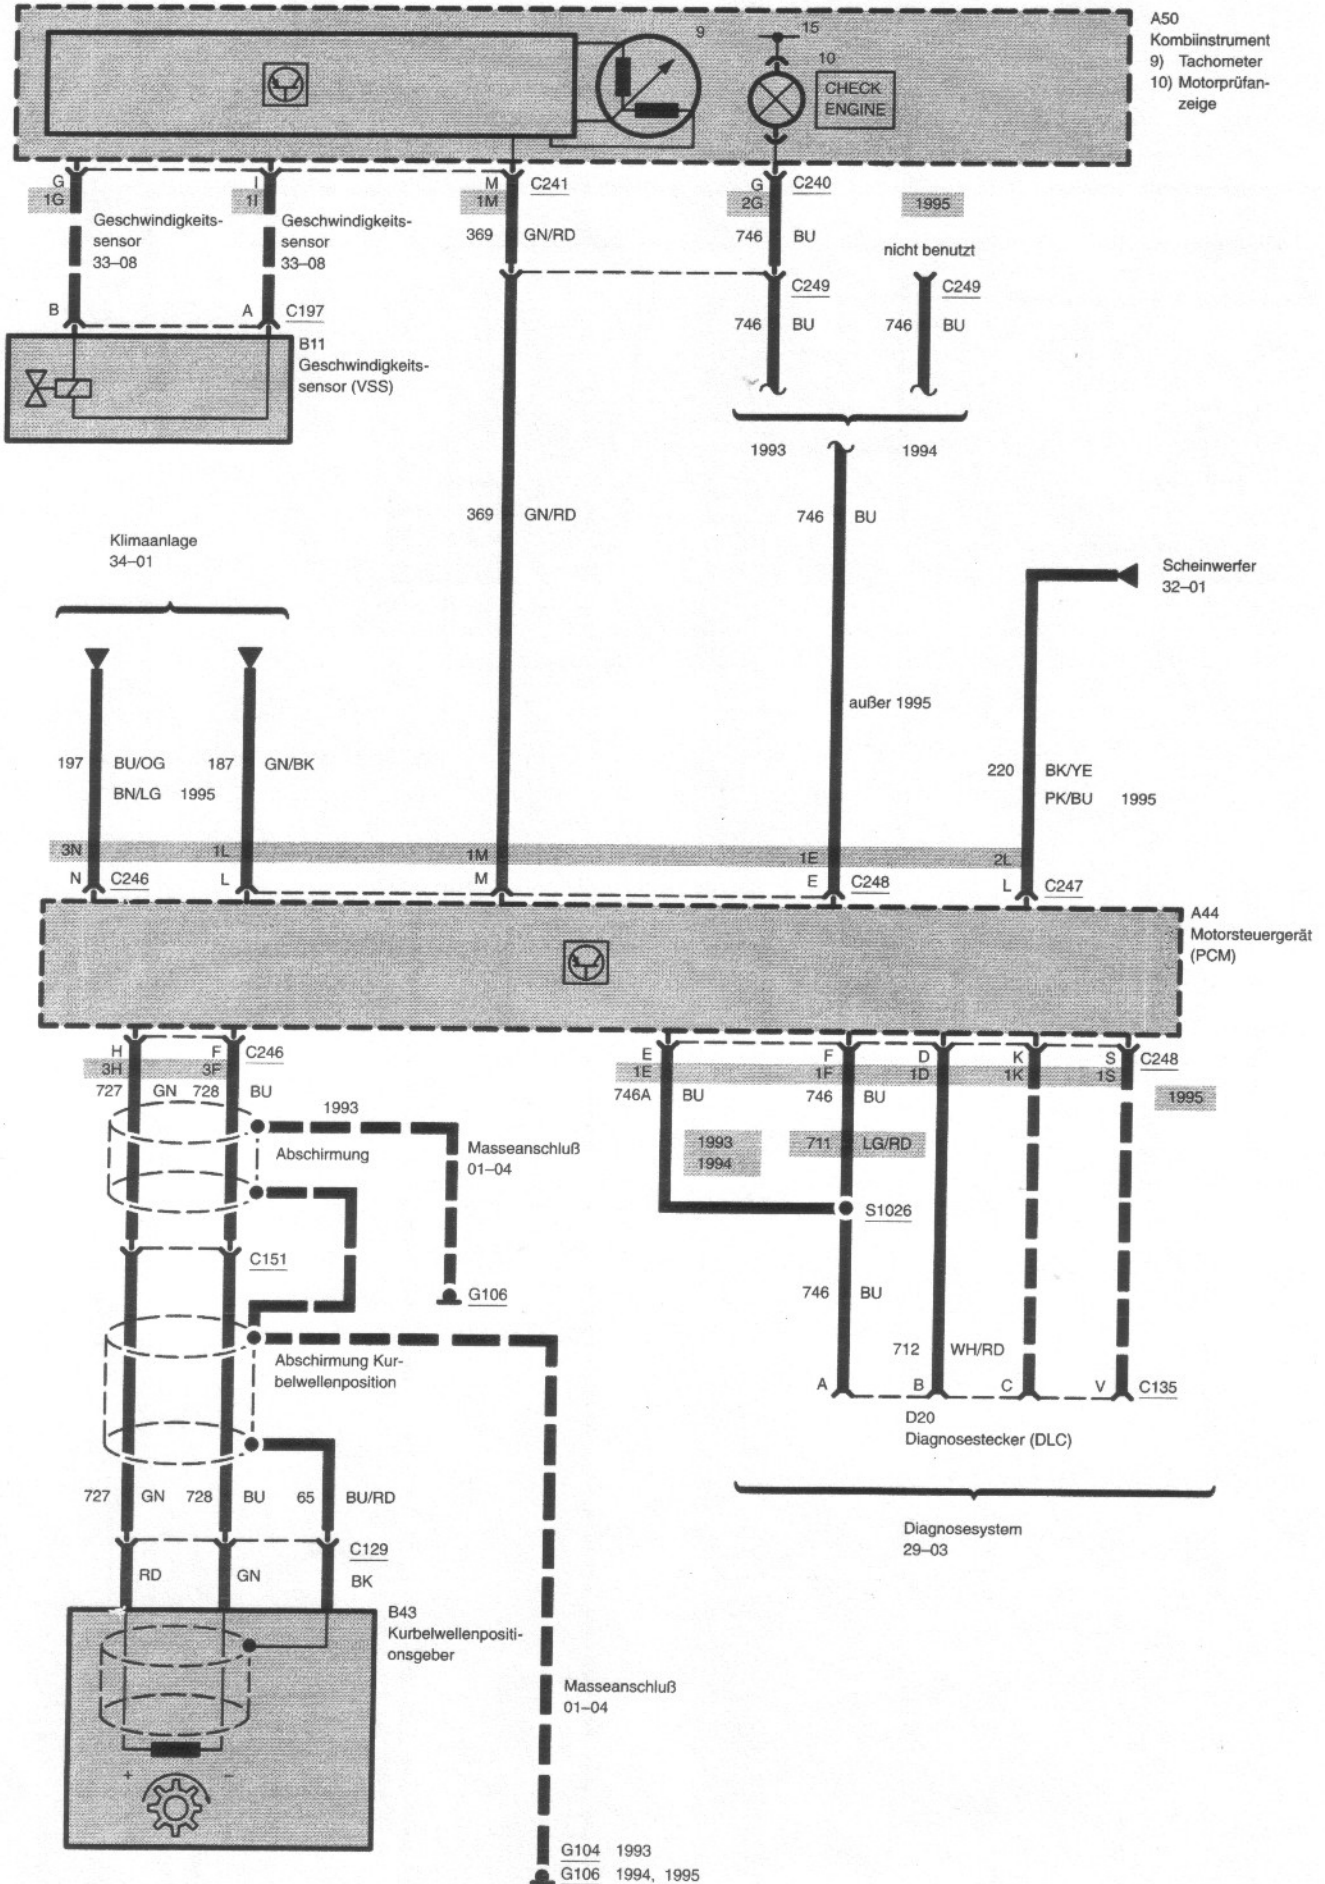 A50
Kombiinstrument
9) Tachometer
10) Motorprüfan-
zeige
9
15
10
CHECK
ENGINE
G
1G
I
1I
M
1M
C241
G
2G
C240
1995
Geschwindigkeits-
sensor
33–08
Geschwindigkeits-
sensor
33–08
369 GN/RD
746 BU
nicht benutzt
C249
C249
746 BU
746 BU
B
A
C197
B11
Geschwindigkeits-
sensor (VSS)
1993
1994
369 GN/RD
746 BU
Klimaanlage
34–01
Scheinwerfer
32–01
außer 1995
197 BU/OG
BN/LG 1995
187 GN/BK
220 BK/YE
PK/BU 1995
3N
1L
1M
1E
2L
N
C246
L
M
E
C248
L
C247
A44
Motorsteuergerät
(PCM)
H
F
C246
3H
3F
727 GN 728 BU
E
F
D
K
S
C248
1E
1F
1D
1K
1S
746A BU
746 BU
1995
1993
Abschirmung
Masseanschluß
01–04
1993
1994
711 LG/RD
S1026
C151
G106
746 BU
712 WH/RD
Abschirmung Kur-
belwellenposition
A
B
C
V
C135
D20
Diagnosestecker (DLC)
727 GN 728 BU 65 BU/RD
Diagnosesystem
29–03
C129
RD
GN
BK
B43
Kurbelwellenpositi-
onsgeber
Masseanschluß
01–04
+
–
G104 1993
G106 1994, 1995